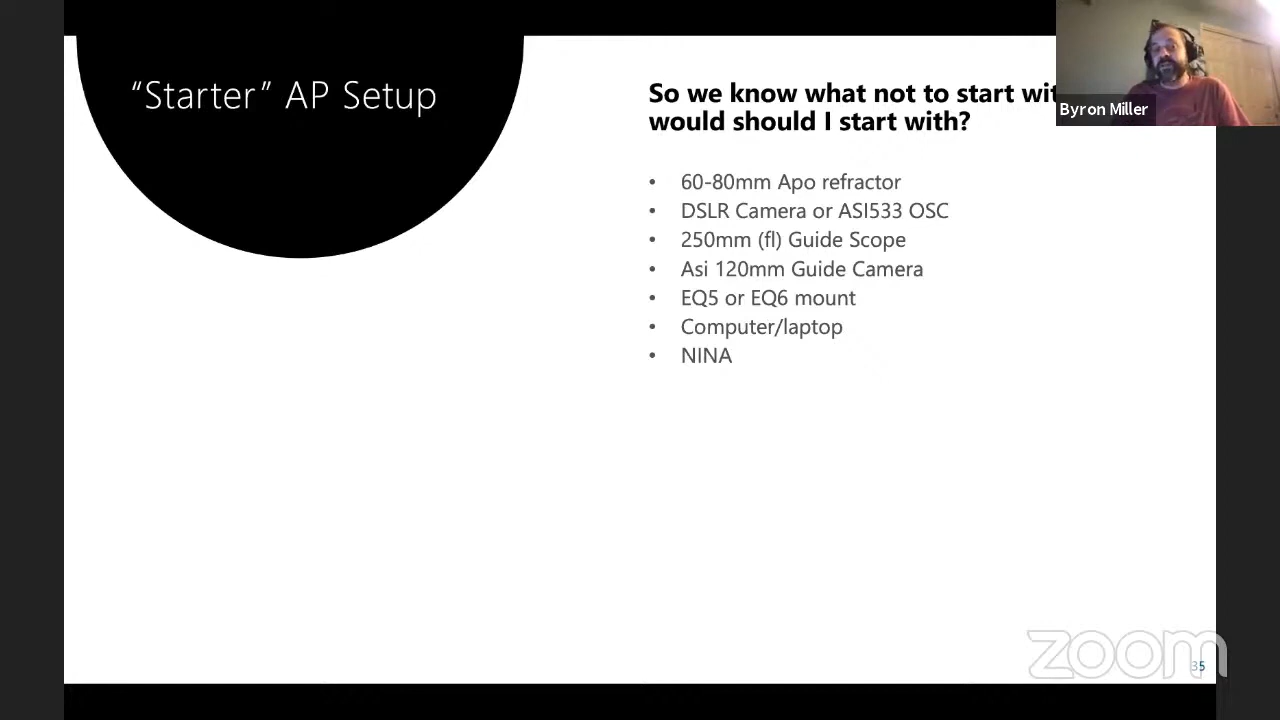 “Starter” AP Setup
So we know what not to start
would should I start with?
• 60-80mm Apo refractor
• DSLR Camera or ASI533 OSC
• 250mm (fl) Guide Scope
• Asi 120mm Guide Camera
• EQ5 or EQ6 mount
• Computer/laptop
• NINA
Byron Miller
zoom
35